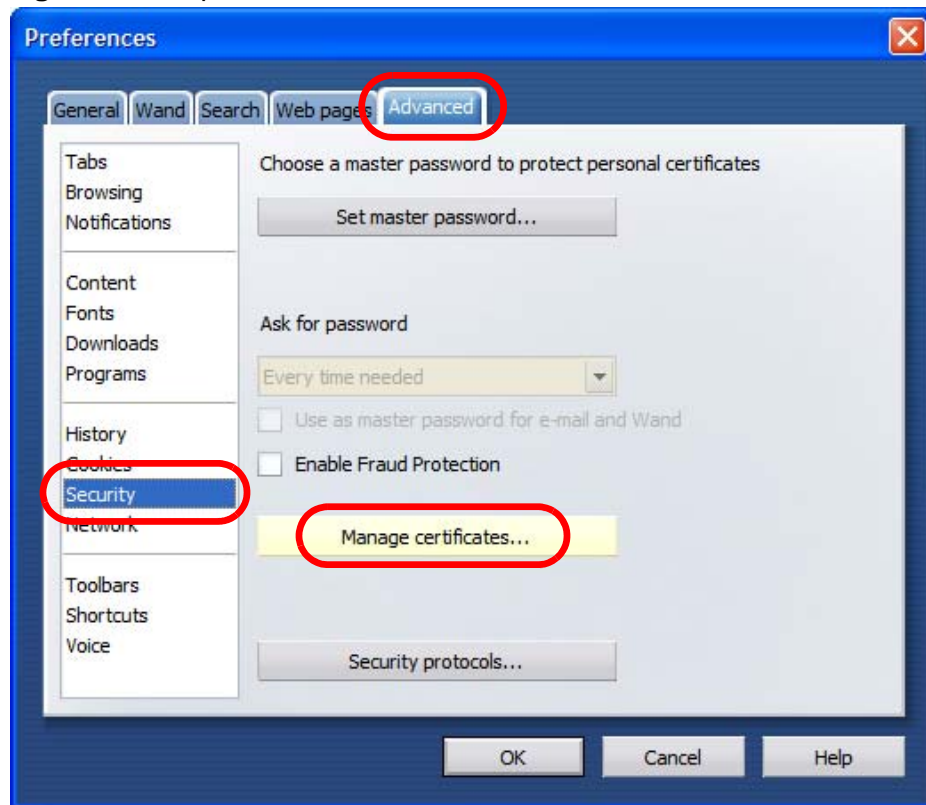 Preferences
General Wand Search Web pages Advanced
Tabs
Browsing
Notifications
Content
Fonts
Downloads
Programs
History
Cookies
Security
Network
Toolbars
Shortcuts
Voice
Choose a master password to protect personal certificates
Set master password...
Ask for password
Every time needed
Use as master password for e-mail and Wand
Enable Fraud Protection
Manage certificates...
Security protocols...
OK Cancel Help